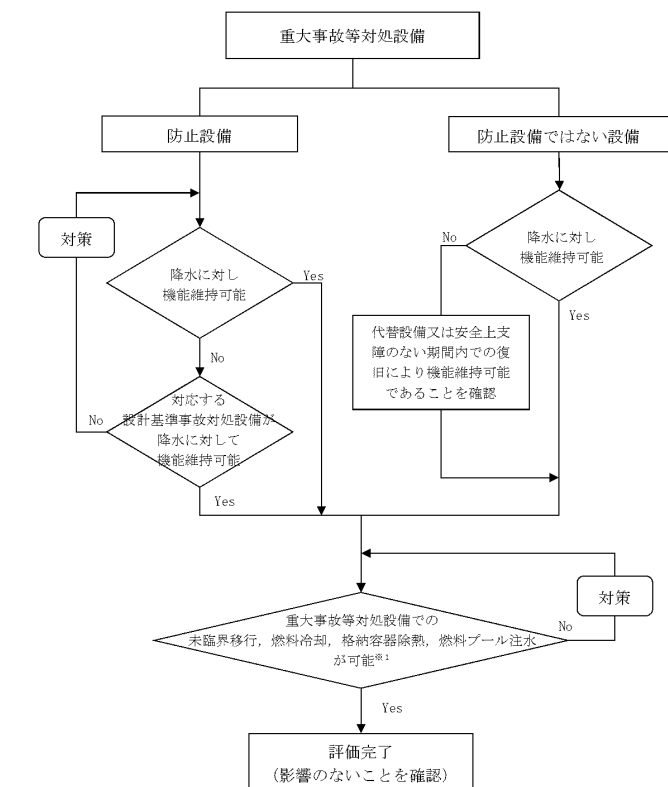 重大事故等対処設備
防止設備
防止設備ではない設備
対策
降水に対し
機能維持可能
Yes
No
対応する
設計基準事故対処設備が
降水に対して
機能維持可能
No
Yes
降水に対し
機能維持可能
No
Yes
代替設備又は安全上支
障のない期間内での復
旧により機能維持可能
であることを確認
重大事故等対処設備での
未臨界移行，燃料冷却，格納容器除熱，燃料プール注水
が可能※1
No
対策
Yes
評価完了
（影響のないことを確認）